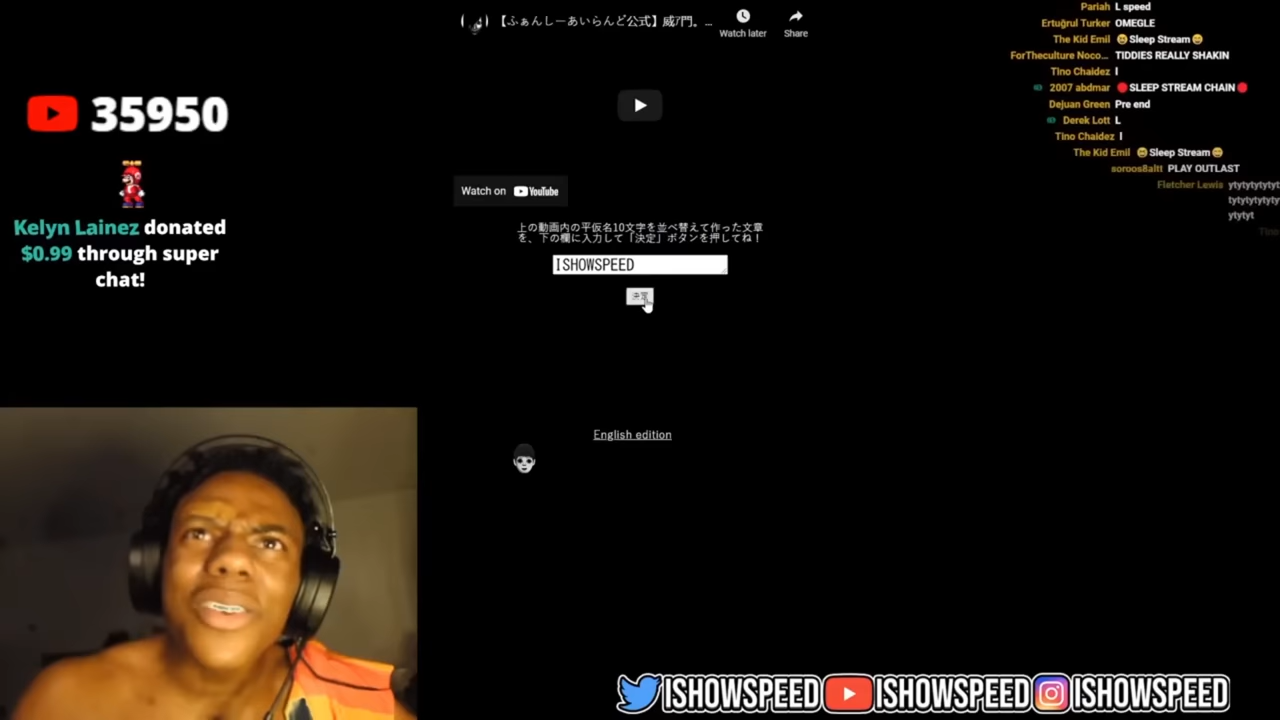 【ふぁんしーあいらんど公式】威7門。...
Watch later
Share
35950
Kelyn Lainez donated
$0.99 through super
chat!
Watch on YouTube
上の動画内の平仮名10文字を並べ替えて作った文章
を、下の欄に入力して「決定」ボタンを押してね！
ISHOWSPEED
決定
English edition
Pariah L speed
Ertuğrul Turker OMEGLE
The Kid Emil 😆Sleep Stream😆
ForTheculture Noco... TIDDIES REALLY SHAKIN
Tino Chaidez I
2007 abdmar 🔴SLEEP STREAM CHAIN🔴
Dejuan Green Pre end
Derek Lott L
Tino Chaidez I
The Kid Emil 😆Sleep Stream😆
soroos8altt PLAY OUTLAST
Fletcher Lewis ytytytytytyt
tytytytytyty
ytytyt
ISHOWSPEED ISHOWSPEED ISHOWSPEED